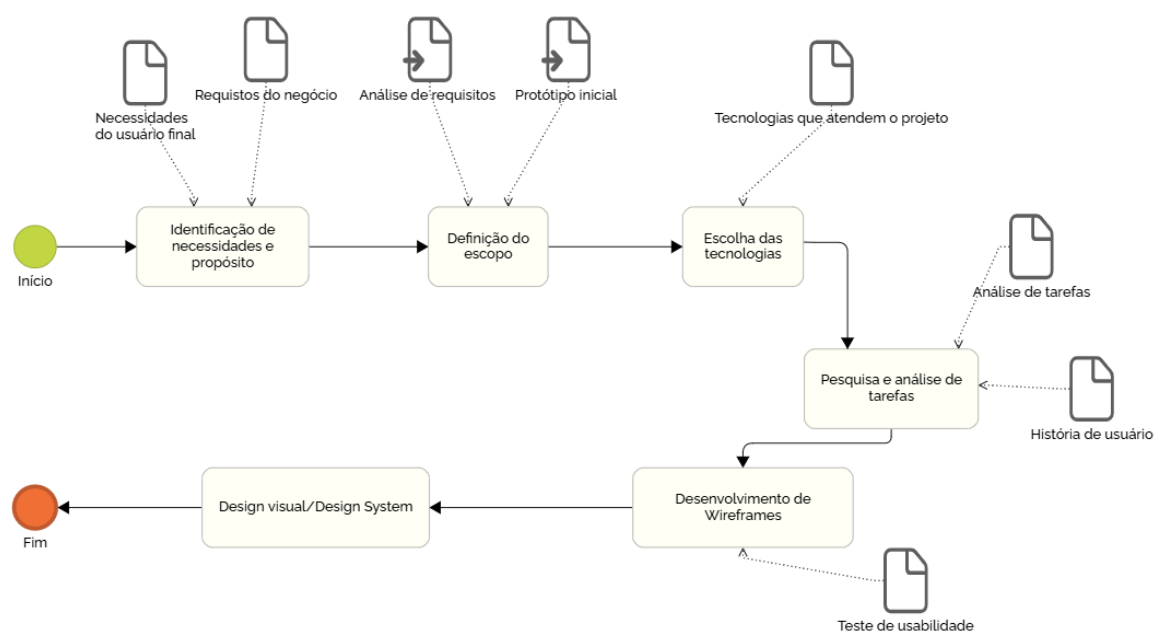 Necessidades
do usuário final
Requistos do negócio
Análise de requisitos
Protótipo inicial
Tecnologias que atendem o projeto
Início
Identificação de
necessidades e
propósito
Definição do
escopo
Escolha das
tecnologias
Análise de tarefas
Pesquisa e análise de
tarefas
História de usuário
Desenvolvimento de
Wireframes
Teste de usabilidade
Design visual/Design System
Fim